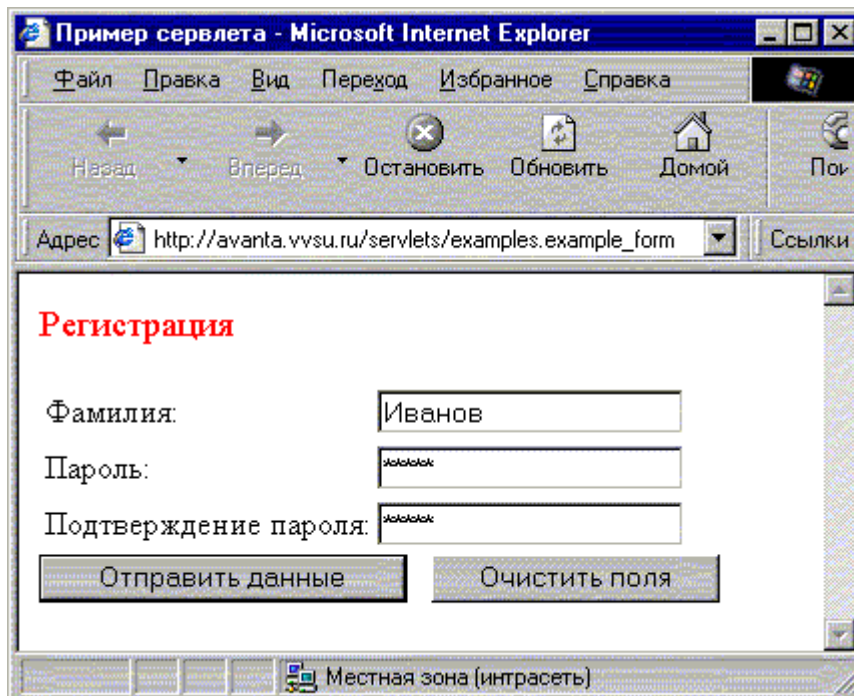 Пример сервлета - Microsoft Internet Explorer
Файл Правка Вид Переход Избранное Справка
Назад Вперед Остановить Обновить Домой
Адрес http://avanta.vvsu.ru/servlets/examples.example_form Ссылки
Регистрация
Фамилия: Иванов
Пароль: ******
Подтверждение пароля: ******
Отправить данные Очистить поля
Местная зона (интрасеть)